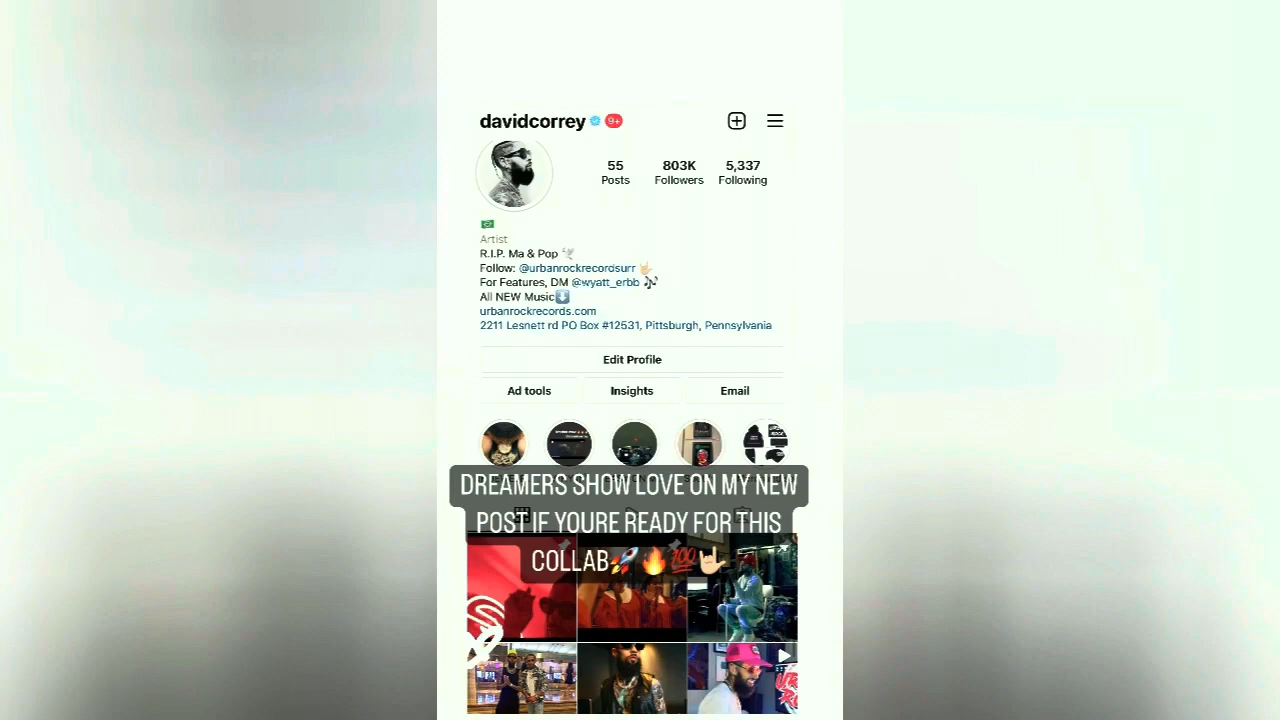 davidcorrey 9+
55 803K 5,337
Posts Followers Following
Artist
R.I.P. Ma & Pop 🕊️
Follow: @urbanrockrecordsurr 🤟🏻
For Features, DM @wyatt_erbb 🎶
All NEW Music⬇️
urbanrockrecords.com
2211 Lesnett rd PO Box #12531, Pittsburgh, Pennsylvania
Edit Profile
Ad tools Insights Email
DREAMERS SHOW LOVE ON MY NEW
POST IF YOURE READY FOR THIS
COLLAB🚀🔥💯🤟🏻